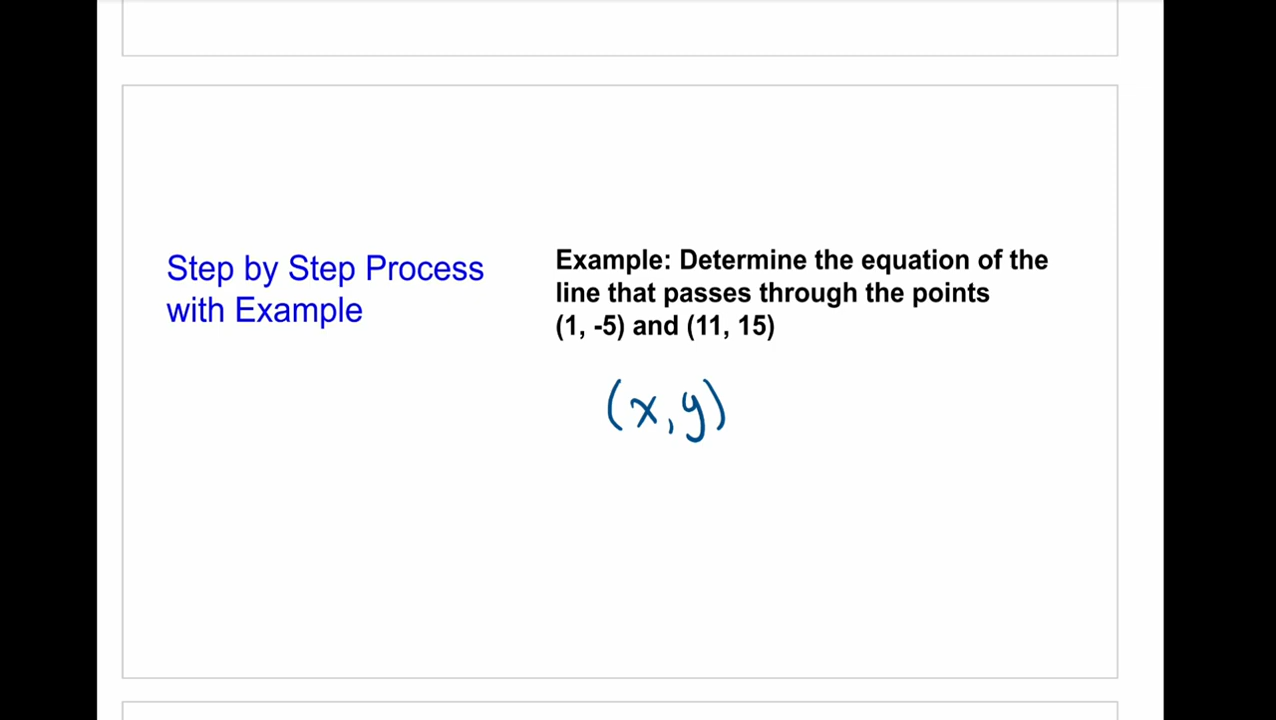 Step by Step Process
with Example
Example: Determine the equation of the
line that passes through the points
(1, -5) and (11, 15)
(x, y)